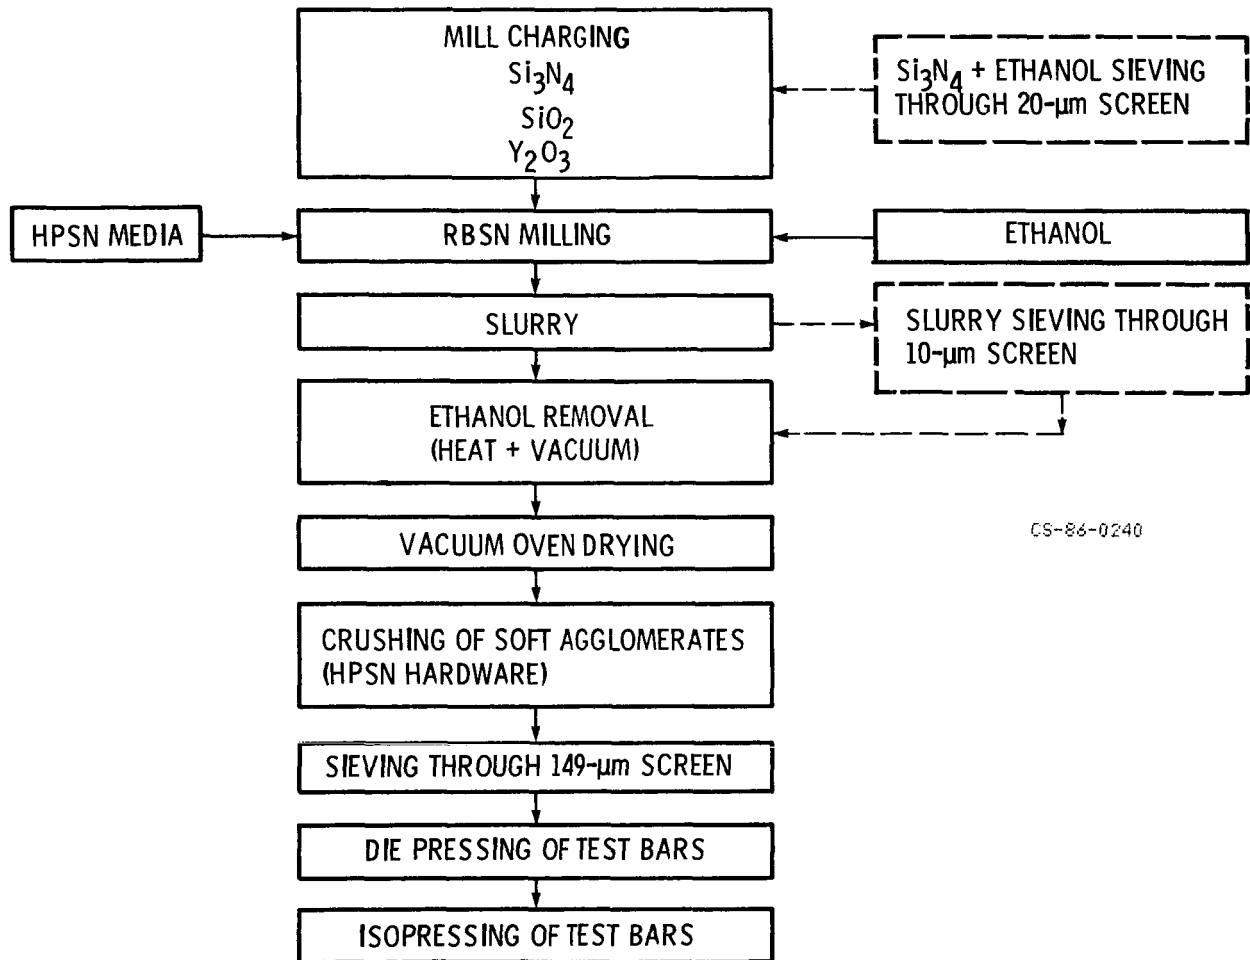 MILL CHARGING
Si₃N₄
SiO₂
Y₂O₃
Si₃N₄ + ETHANOL SIEVING
THROUGH 20-µm SCREEN
HPSN MEDIA
RBSN MILLING
ETHANOL
SLURRY
SLURRY SIEVING THROUGH
10-µm SCREEN
ETHANOL REMOVAL
(HEAT + VACUUM)
VACUUM OVEN DRYING
CS-86-0240
CRUSHING OF SOFT AGGLOMERATES
(HPSN HARDWARE)
SIEVING THROUGH 149-µm SCREEN
DIE PRESSING OF TEST BARS
ISOPRESSING OF TEST BARS